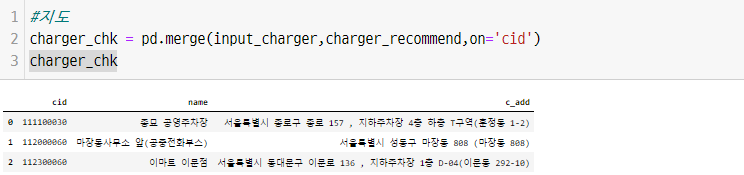 1 #지도
2 charger_chk = pd.merge(input_charger,charger_recommend,on='cid')
3 charger_chk
cid name c_add
0 111100030 종묘 공영주차장 서울특별시 종로구 종로 157 , 지하주차장 4층 하층 T구역(훈정동 1-2)
1 112000060 마장동사무소 앞(공중전화부스) 서울특별시 성동구 마장동 808 (마장동 808)
2 112300060 이마트 이문점 서울특별시 동대문구 이문로 136 , 지하주차장 1층 D-04(이문동 292-10)